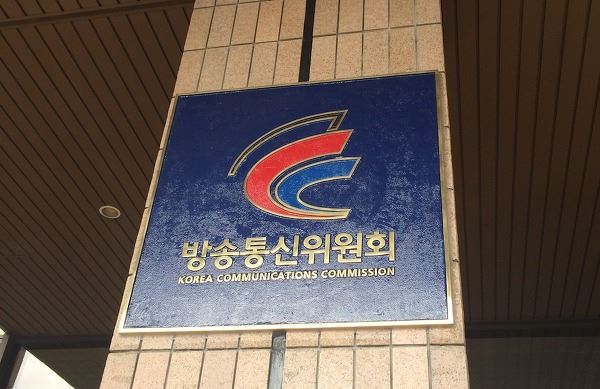 방송통신위원회
KOREA COMMUNICATIONS COMMISSION